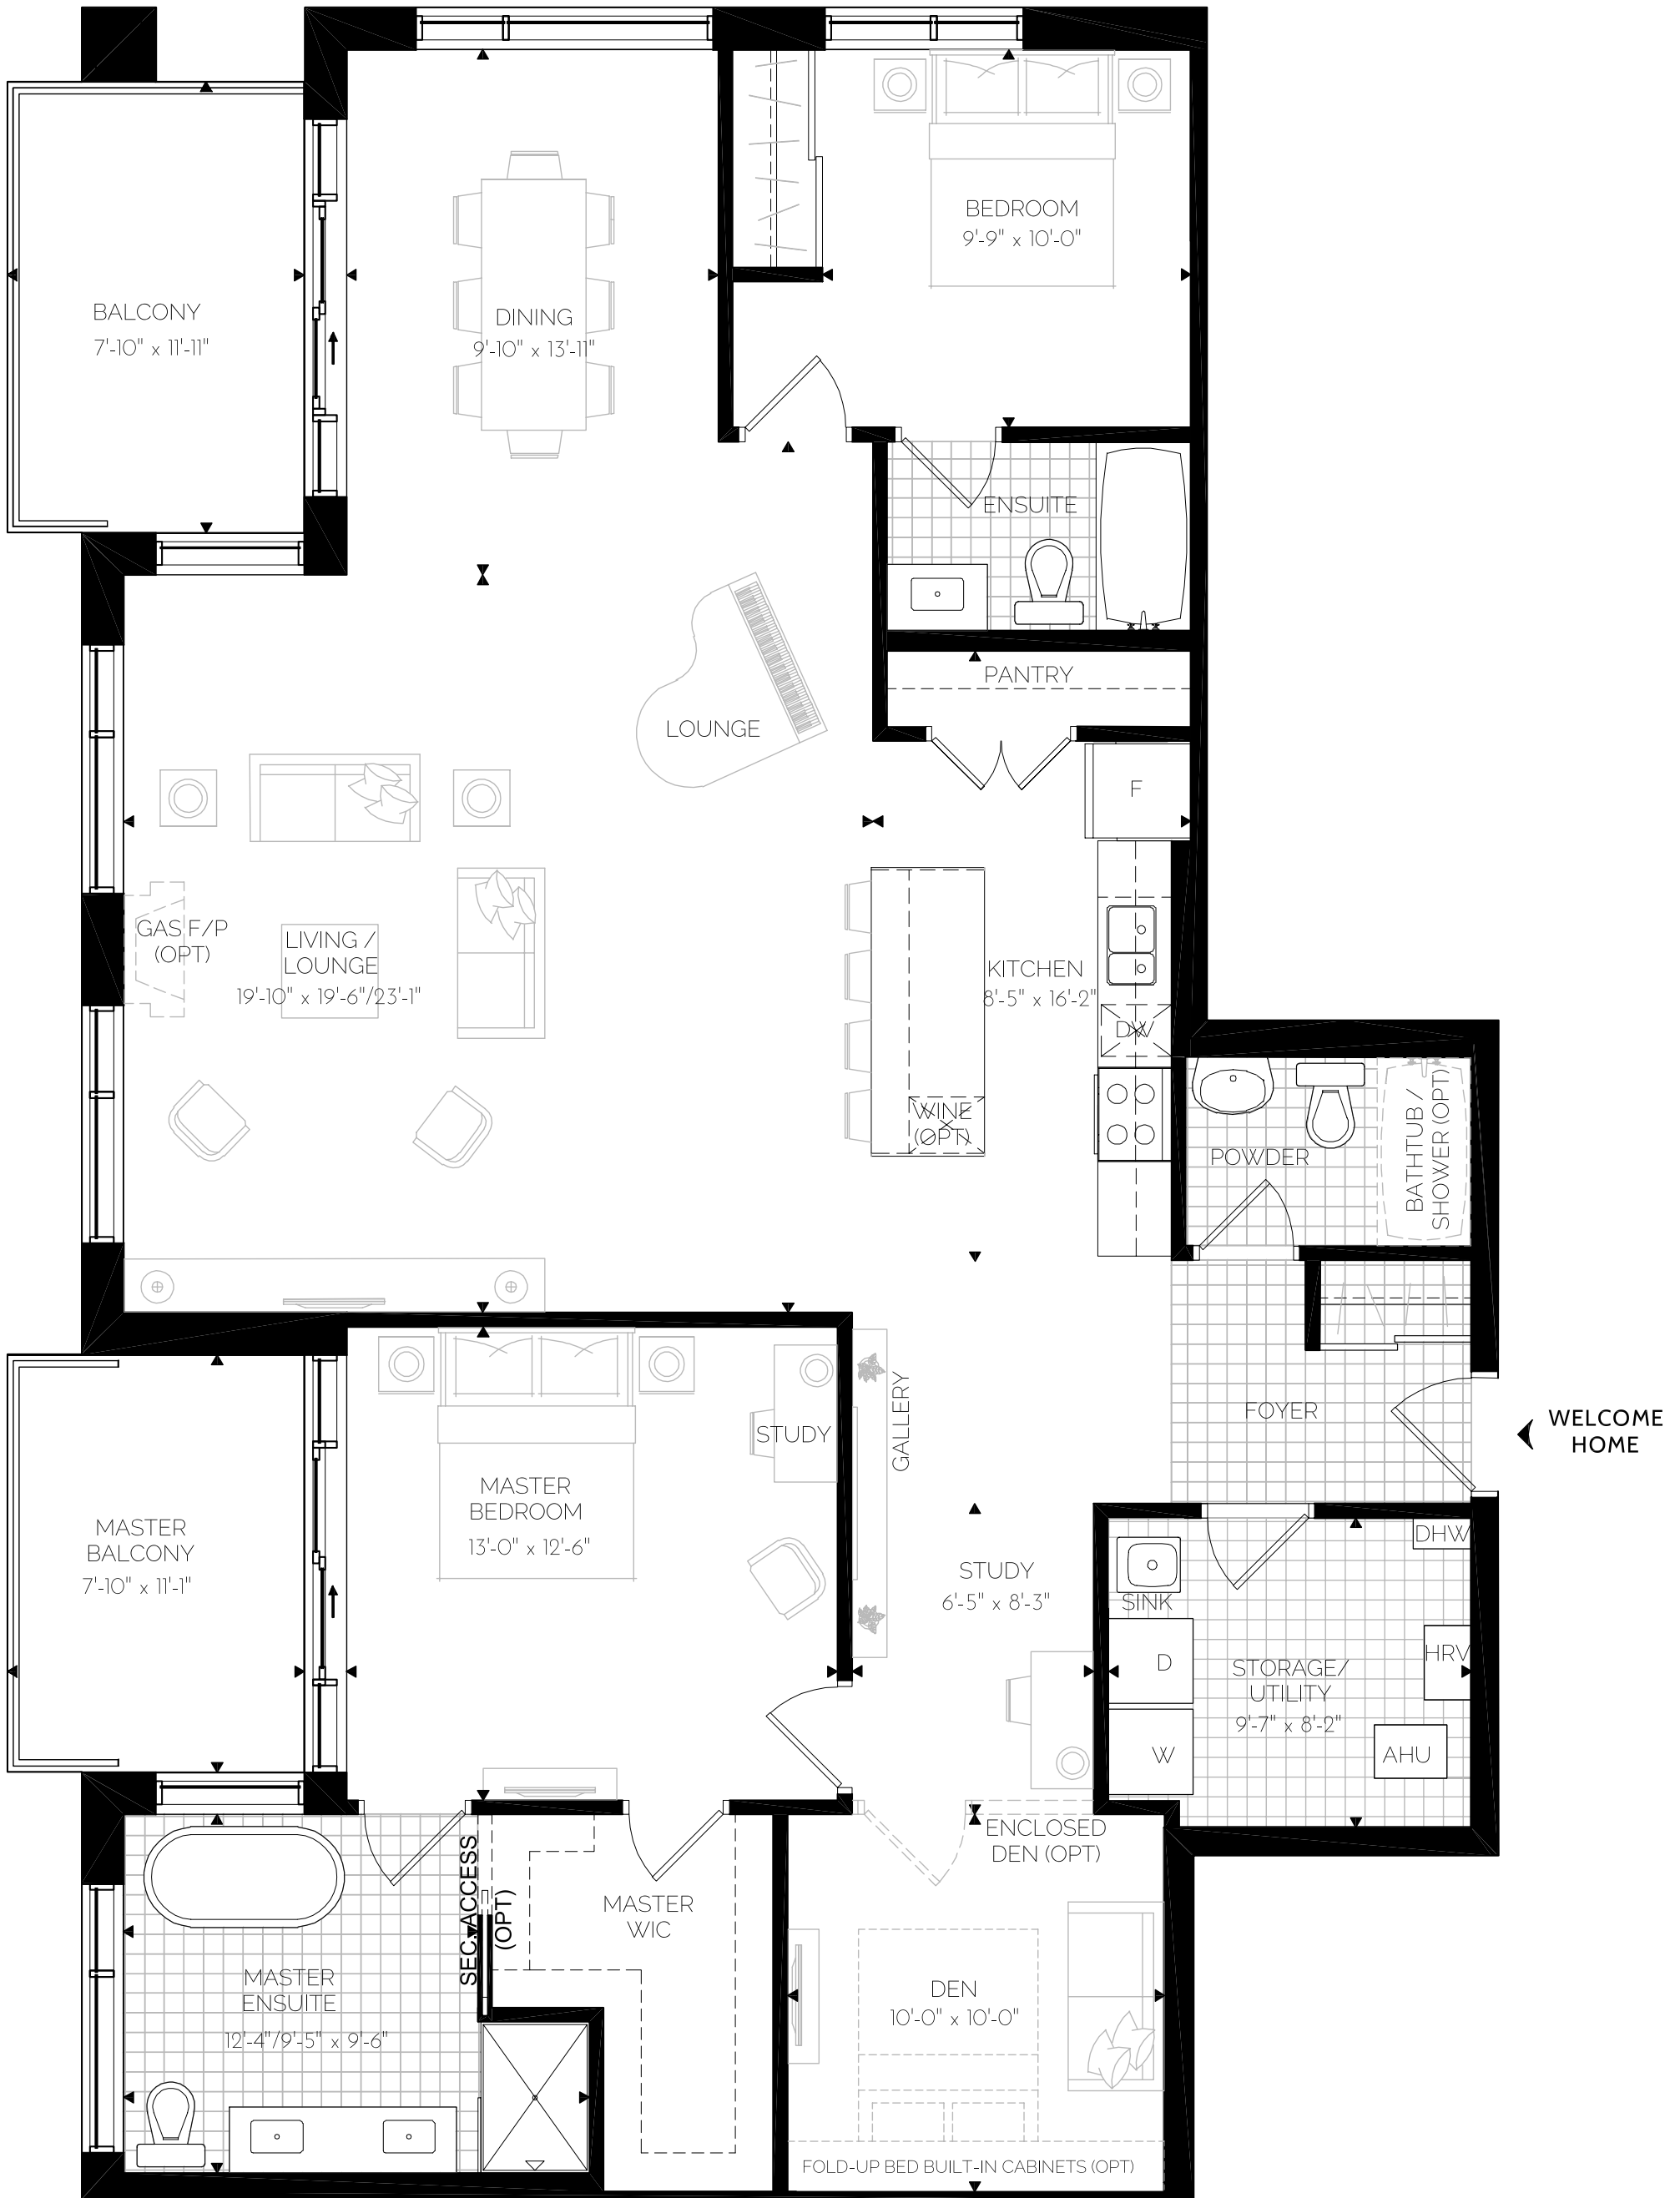 BEDROOM
9'-9" x 10'-0"
BALCONY
7'-10" x 11'-11"
DINING
9'-10" x 13'-11"
ENSUITE
PANTRY
LOUNGE
F
GAS F/P
(OPT)
LIVING /
LOUNGE
19'-10" x 19'-6"/23'-1"
KITCHEN
8'-5" x 16'-2"
DW
WINE
(OPT)
POWDER
BATHTUB /
SHOWER (OPT)
FOYER
WELCOME
HOME
GALLERY
STUDY
MASTER
BEDROOM
13'-0" x 12'-6"
MASTER
BALCONY
7'-10" x 11'-1"
STUDY
6'-5" x 8'-3"
DHW
SINK
D
HRV
STORAGE/
UTILITY
9'-7" x 8'-2"
W
AHU
ENCLOSED
DEN (OPT)
SEC. ACCESS
(OPT)
MASTER
WIC
MASTER
ENSUITE
12'-4"/9'-5" x 9'-6"
DEN
10'-0" x 10'-0"
FOLD-UP BED BUILT-IN CABINETS (OPT)